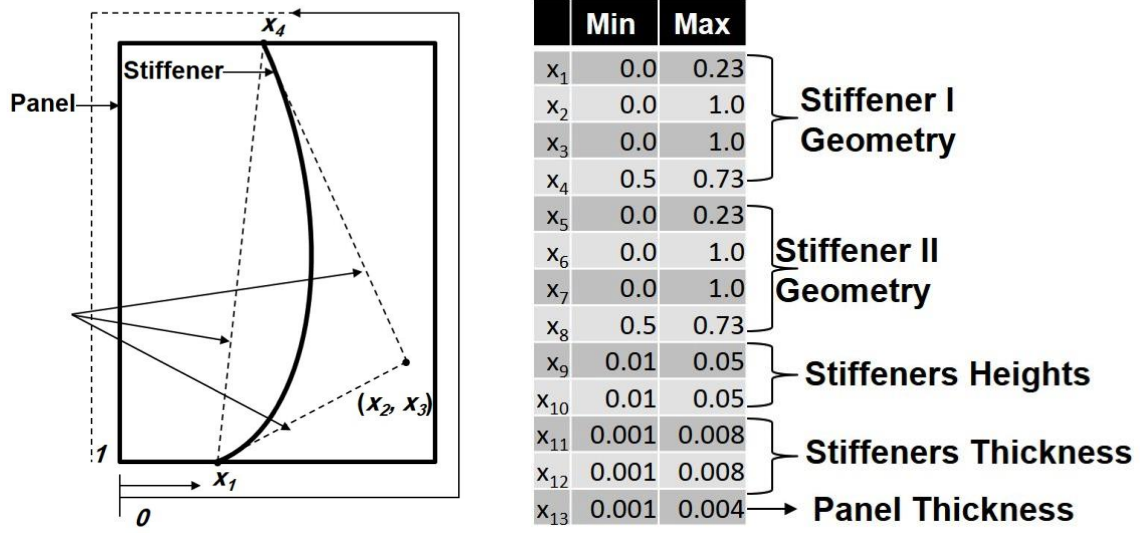 x4
Stiffener
Panel
(x2, x3)
1
x1
0
Min Max
x1 0.0 0.23
x2 0.0 1.0
x3 0.0 1.0
x4 0.5 0.73
x5 0.0 0.23
x6 0.0 1.0
x7 0.0 1.0
x8 0.5 0.73
x9 0.01 0.05
x10 0.01 0.05
x11 0.001 0.008
x12 0.001 0.008
x13 0.001 0.004
Stiffener I
Geometry
Stiffener II
Geometry
Stiffeners Heights
Stiffeners Thickness
Panel Thickness